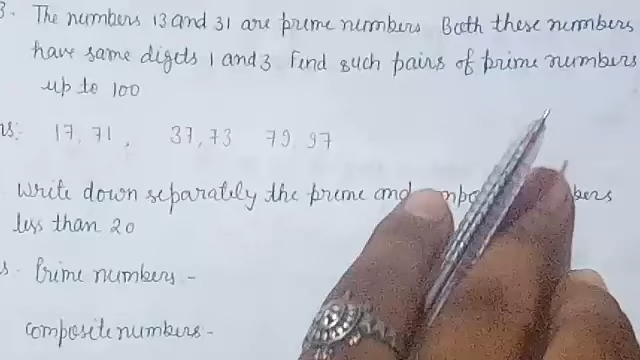 3. The numbers 13 and 31 are prime numbers. Both these numbers
have same digits 1 and 3. Find such pairs of prime numbers
up to 100
ns: 17, 71, 37, 73 79, 97
Write down separately the prime and
less than 20
s - Prime numbers -
composite numbers -